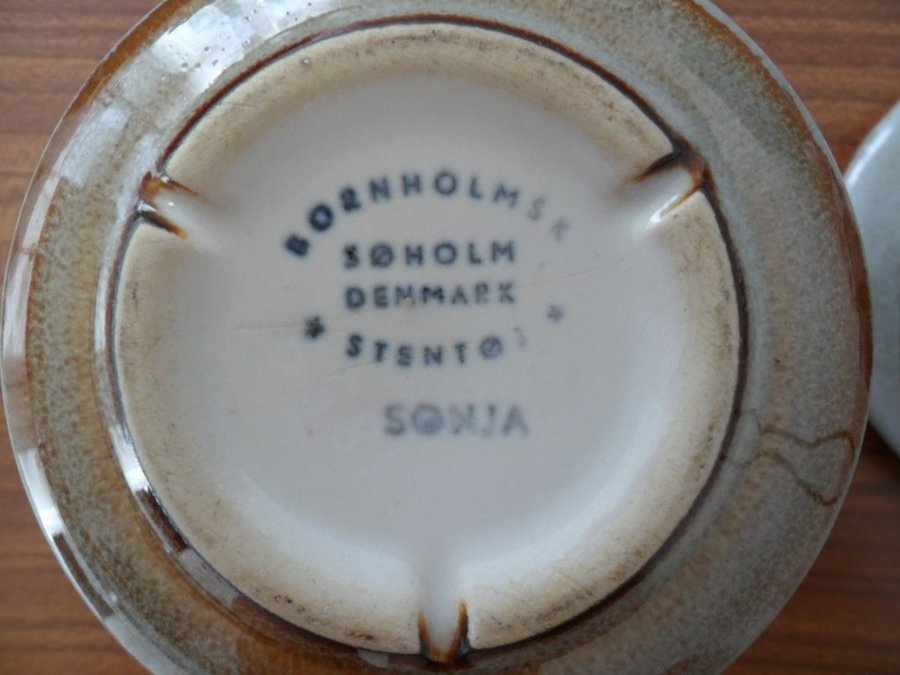 BORNHOLMSK
SØHOLM
DENMARK
* STENTØJ *
SONJA